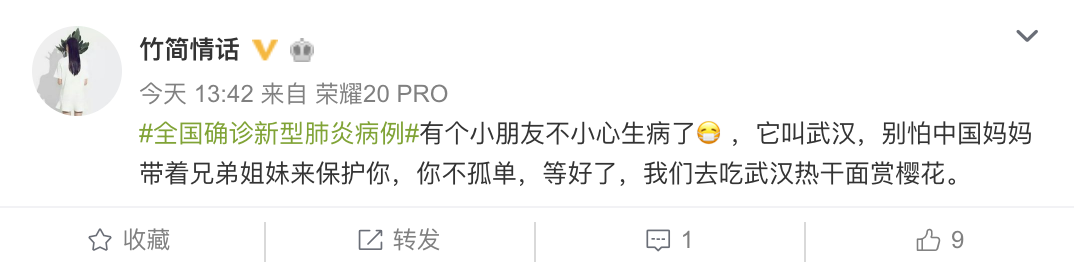 竹简情话
今天 13:42 来自 荣耀20 PRO
#全国确诊新型肺炎病例#有个小朋友不小心生病了😷，它叫武汉，别怕中国妈妈
带着兄弟姐妹来保护你，你不孤单，等好了，我们去吃武汉热干面赏樱花。
收藏 转发 1 9